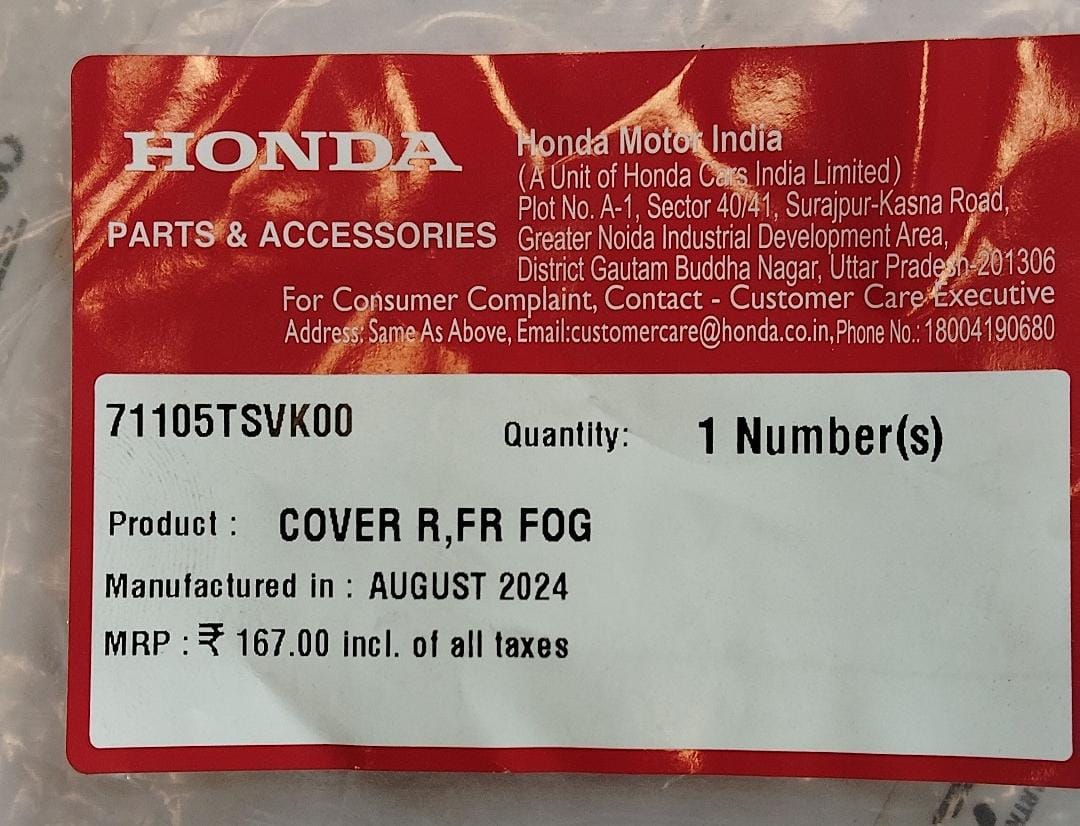 HONDA
PARTS & ACCESSORIES
Honda Motor India
(A Unit of Honda Cars India Limited)
Plot No. A-1, Sector 40/41, Surajpur-Kasna Road,
Greater Noida Industrial Development Area,
District Gautam Buddha Nagar, Uttar Pradesh-201306
For Consumer Complaint, Contact - Customer Care Executive
Address: Same As Above, Email:customercare@honda.co.in, Phone No.: 18004190680
71105TSVK00
Quantity: 1 Number(s)
Product : COVER R,FR FOG
Manufactured in : AUGUST 2024
MRP : ₹ 167.00 incl. of all taxes